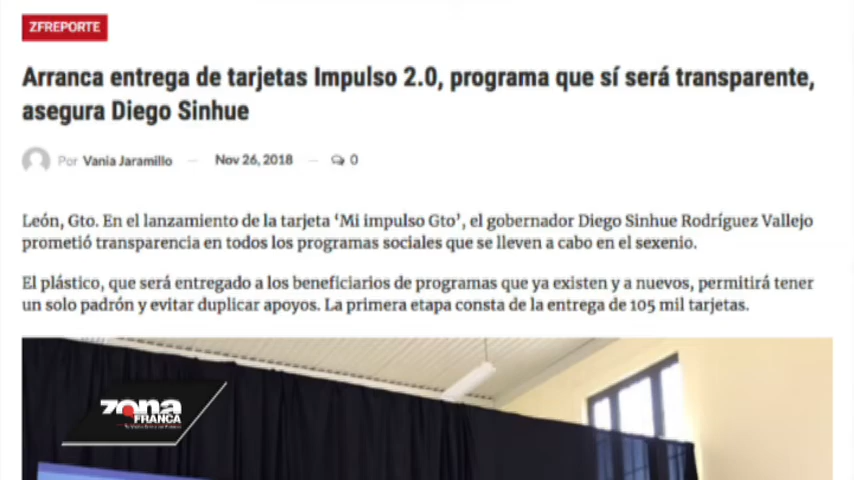 ZFREPORTE
Arranca entrega de tarjetas Impulso 2.0, programa que sí será transparente,
asegura Diego Sinhue
Por Vania Jaramillo — Nov 26, 2018 — 0
León, Gto. En el lanzamiento de la tarjeta ‘Mi impulso Gto’, el gobernador Diego Sinhue Rodríguez Vallejo
prometió transparencia en todos los programas sociales que se lleven a cabo en el sexenio.
El plástico, que será entregado a los beneficiarios de programas que ya existen y a nuevos, permitirá tener
un solo padrón y evitar duplicar apoyos. La primera etapa consta de la entrega de 105 mil tarjetas.
ZONA
FRANCA